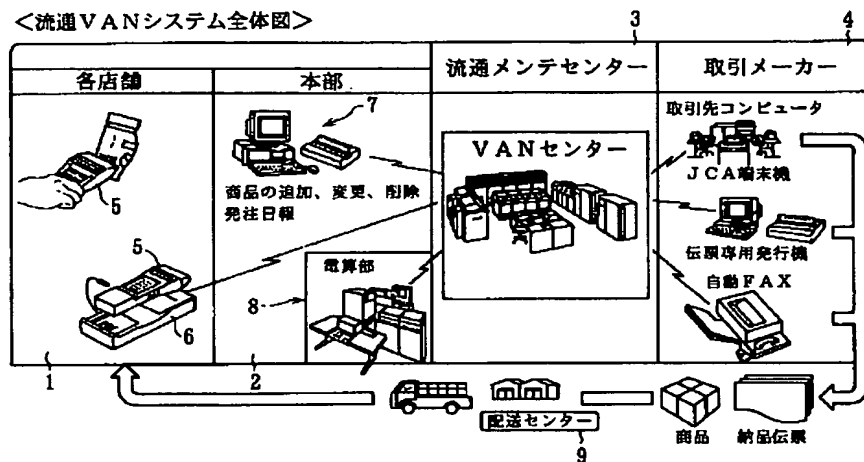 ＜流通ＶＡＮシステム全体図＞
3
4
各店舗
本部
流通メンテセンター
取引メーカー
7
5
商品の追加、変更、削除
発注日報
ＶＡＮセンター
取引先コンピュータ
ＪＣＡ端末機
伝票専用発行機
自動ＦＡＸ
5
6
電算部
8
1
2
配送センター
9
商品
納品伝票